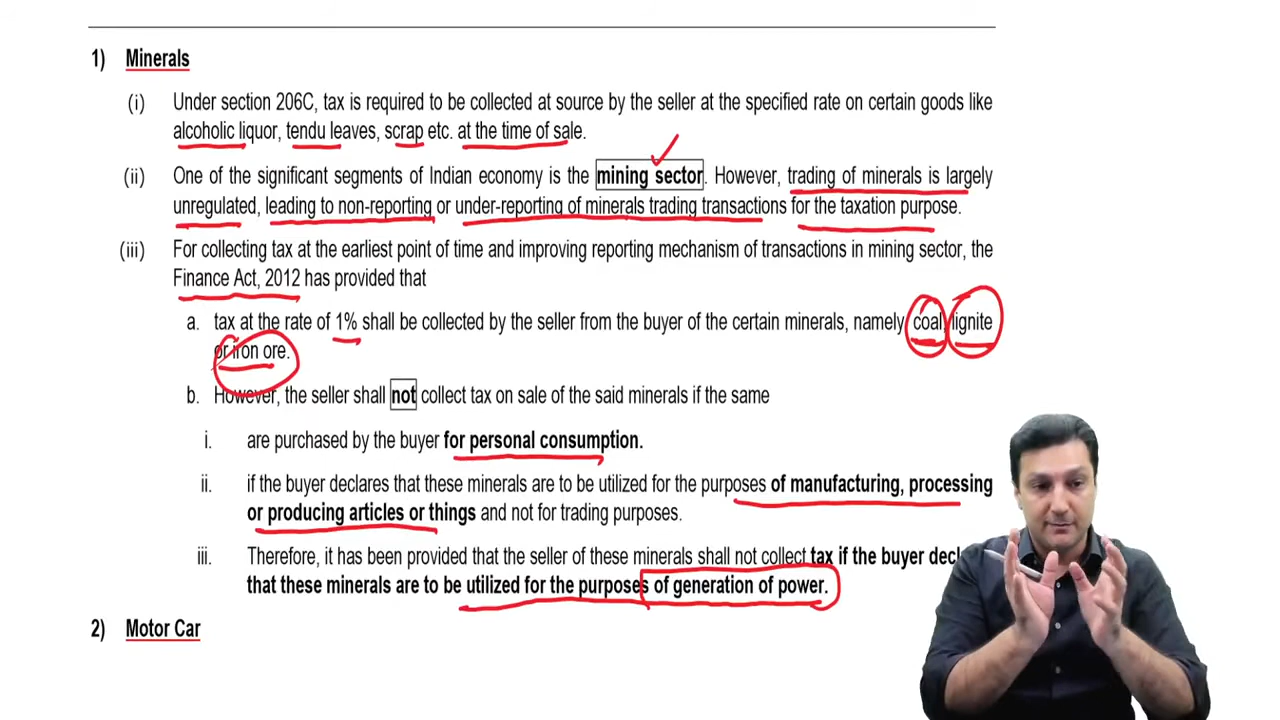 1) Minerals
(i) Under section 206C, tax is required to be collected at source by the seller at the specified rate on certain goods like
alcoholic liquor, tendu leaves, scrap etc. at the time of sale.
(ii) One of the significant segments of Indian economy is the mining sector. However, trading of minerals is largely
unregulated, leading to non-reporting or under-reporting of minerals trading transactions for the taxation purpose.
(iii) For collecting tax at the earliest point of time and improving reporting mechanism of transactions in mining sector, the
Finance Act, 2012 has provided that
a. tax at the rate of 1% shall be collected by the seller from the buyer of the certain minerals, namely coal, lignite
or iron ore.
b. However, the seller shall not collect tax on sale of the said minerals if the same
i. are purchased by the buyer for personal consumption.
ii. if the buyer declares that these minerals are to be utilized for the purposes of manufacturing, processing
or producing articles or things and not for trading purposes.
iii. Therefore, it has been provided that the seller of these minerals shall not collect tax if the buyer decl
that these minerals are to be utilized for the purposes of generation of power.
2) Motor Car